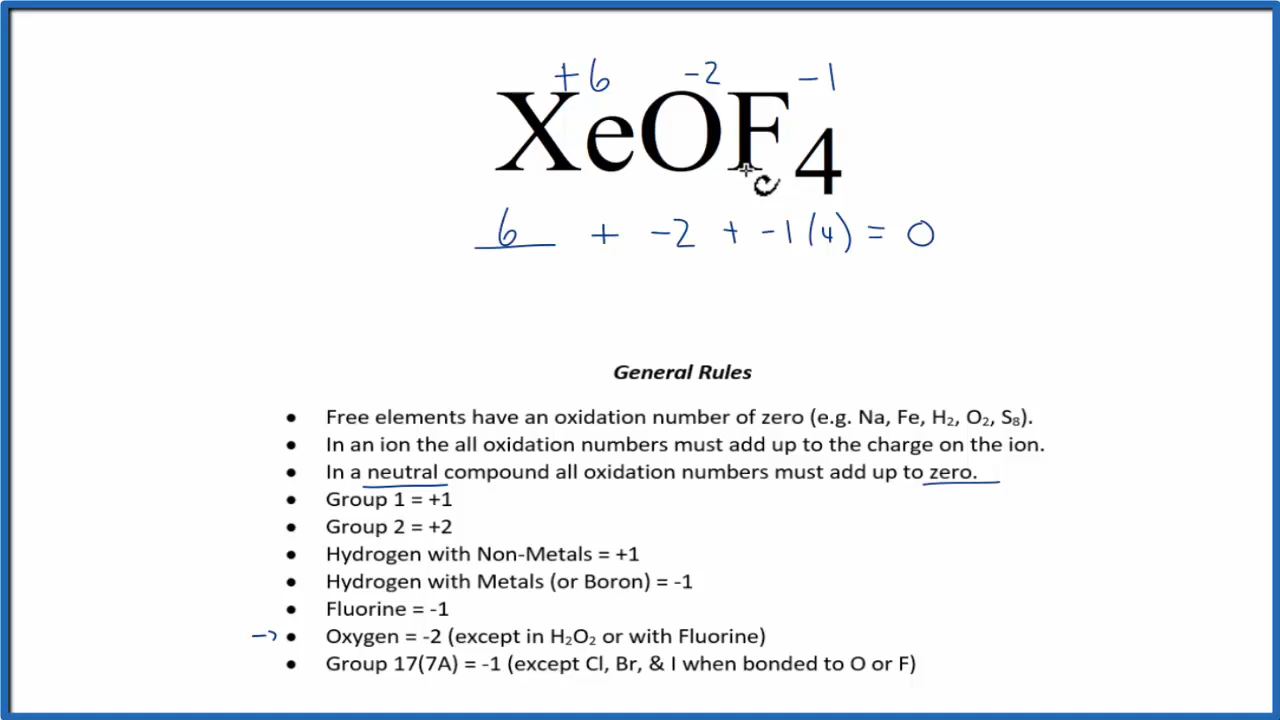 +6 -2 -1
XeOF₄
6 + -2 + -1(4) = 0
General Rules
• Free elements have an oxidation number of zero (e.g. Na, Fe, H₂, O₂, S₈).
• In an ion the all oxidation numbers must add up to the charge on the ion.
• In a neutral compound all oxidation numbers must add up to zero.
• Group 1 = +1
• Group 2 = +2
• Hydrogen with Non-Metals = +1
• Hydrogen with Metals (or Boron) = -1
• Fluorine = -1
→ • Oxygen = -2 (except in H₂O₂ or with Fluorine)
• Group 17(7A) = -1 (except Cl, Br, & I when bonded to O or F)